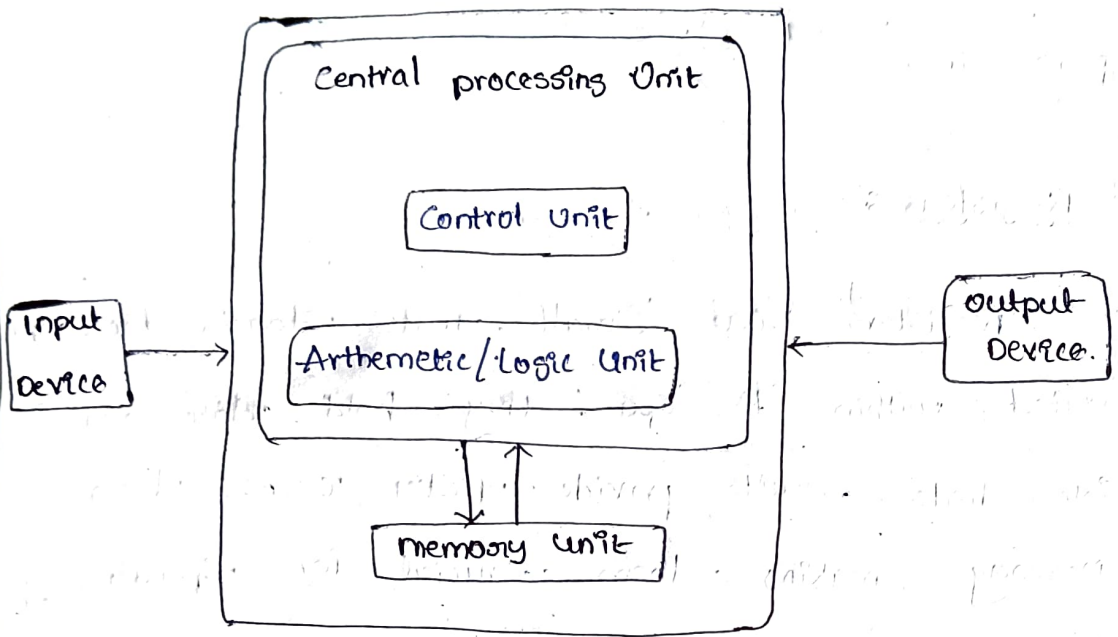 Central processing Unit
Control Unit
Input
Device
Arthemetic/Logic Unit
Output
Device.
memory unit